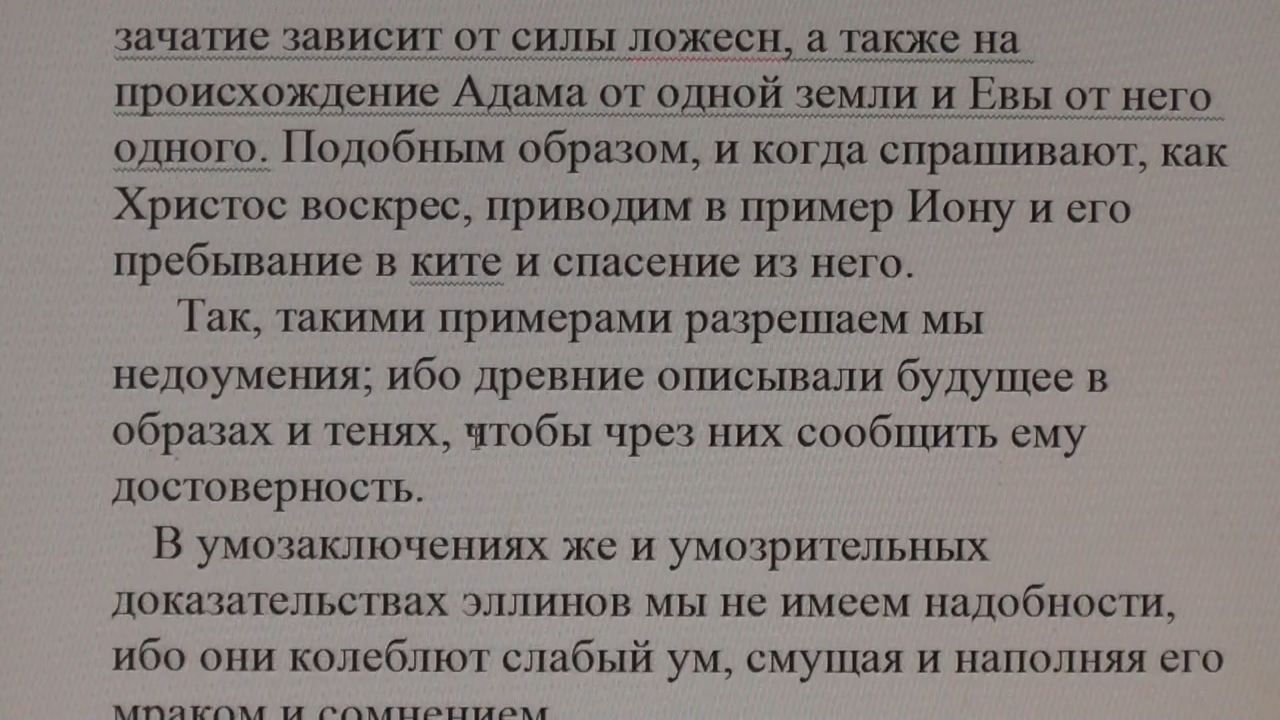 зачатие зависит от силы ложесн, а также на
происхождение Адама от одной земли и Евы от него
одного. Подобным образом, и когда спрашивают, как
Христос воскрес, приводим в пример Иону и его
пребывание в ките и спасение из него.
Так, такими примерами разрешаем мы
недоумения; ибо древние описывали будущее в
образах и тенях, чтобы чрез них сообщить ему
достоверность.
В умозаключениях же и умозрительных
доказательствах эллинов мы не имеем надобности,
ибо они колеблют слабый ум, смущая и наполняя его
мраком и сомнением